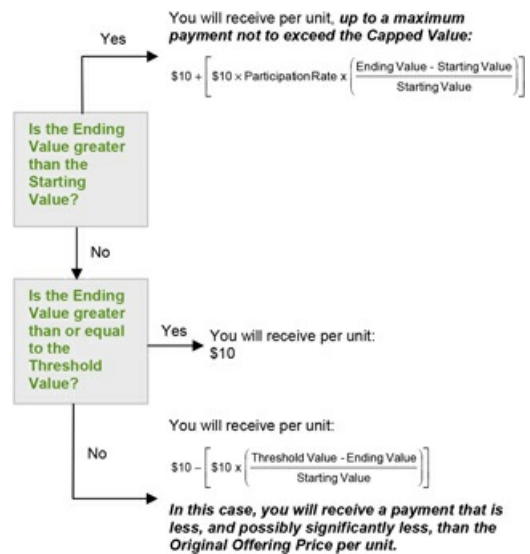 You will receive per unit, up to a maximum
payment not to exceed the Capped Value:
Yes
$10 + [ $10 × Participation Rate x ( Ending Value - Starting Value / Starting Value ) ]
Is the Ending
Value greater
than the
Starting
Value?
No
Is the Ending
Value greater
than or equal
to the
Threshold
Value?
Yes
You will receive per unit:
$10
No
You will receive per unit:
$10 – [ $10 x ( Threshold Value - Ending Value / Starting Value ) ]
In this case, you will receive a payment that is
less, and possibly significantly less, than the
Original Offering Price per unit.